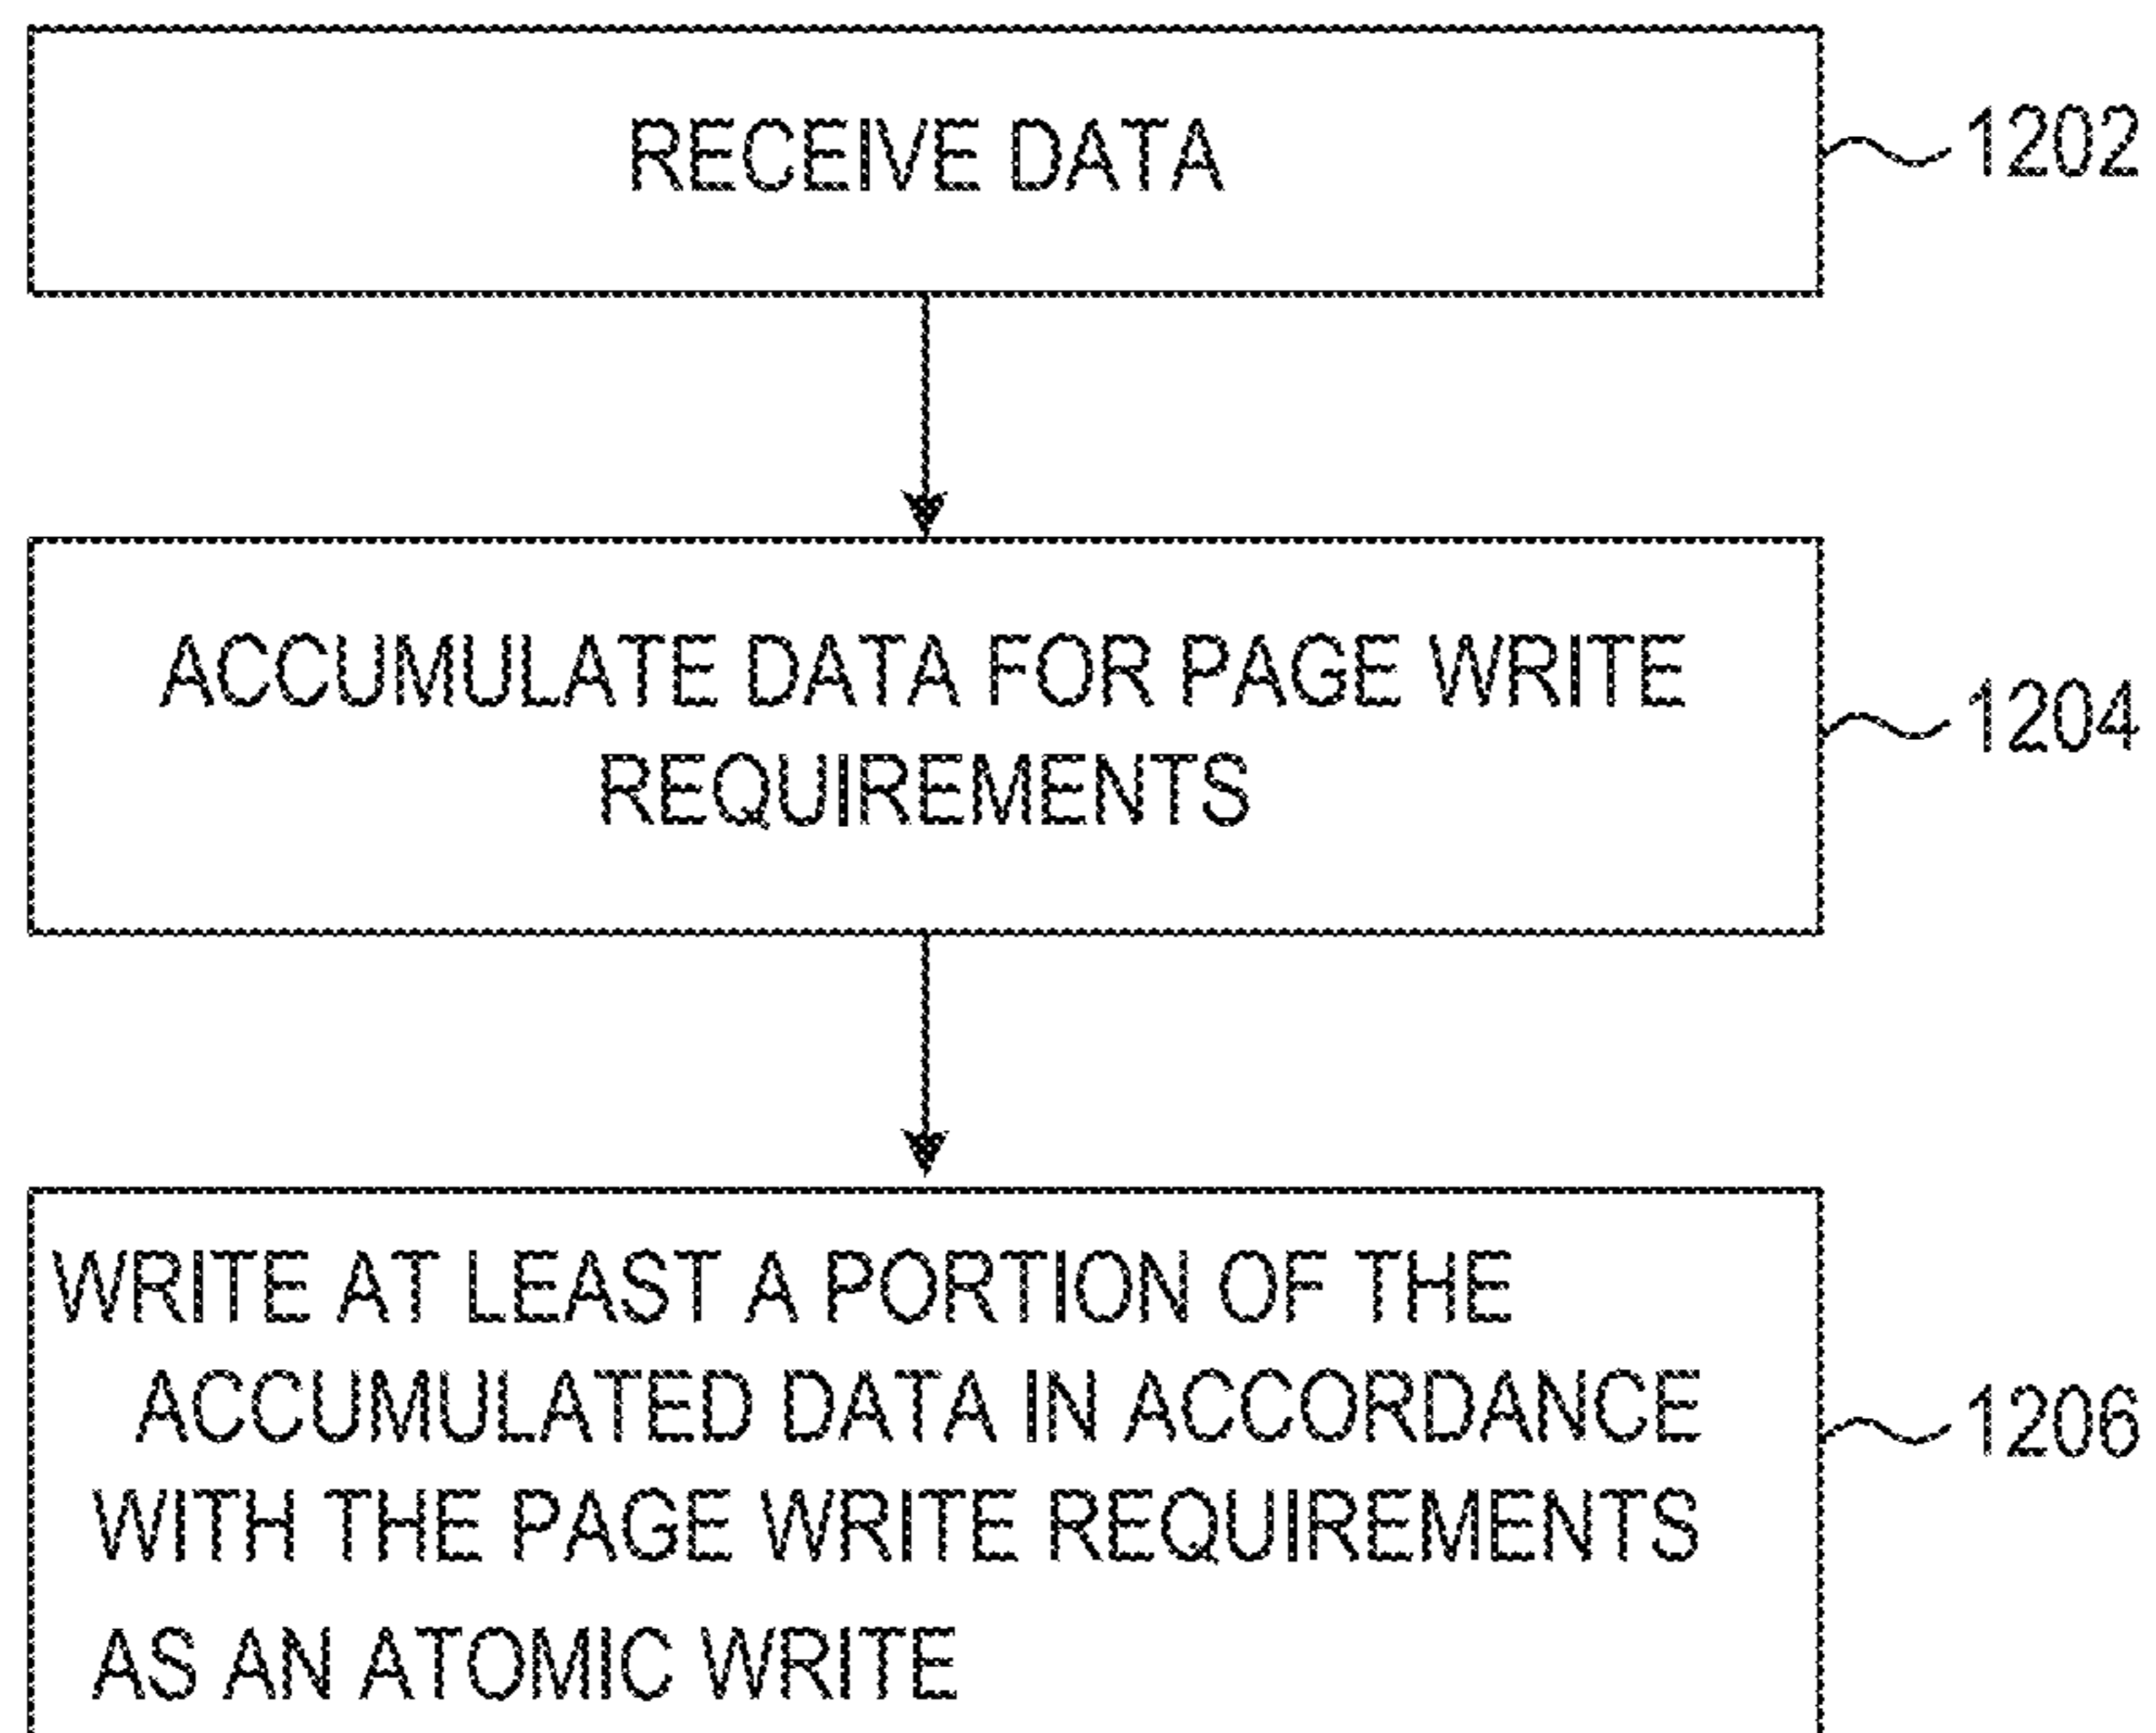 RECEIVE DATA
1202
ACCUMULATE DATA FOR PAGE WRITE
REQUIREMENTS
1204
WRITE AT LEAST A PORTION OF THE
ACCUMULATED DATA IN ACCORDANCE
WITH THE PAGE WRITE REQUIREMENTS
AS AN ATOMIC WRITE
1206